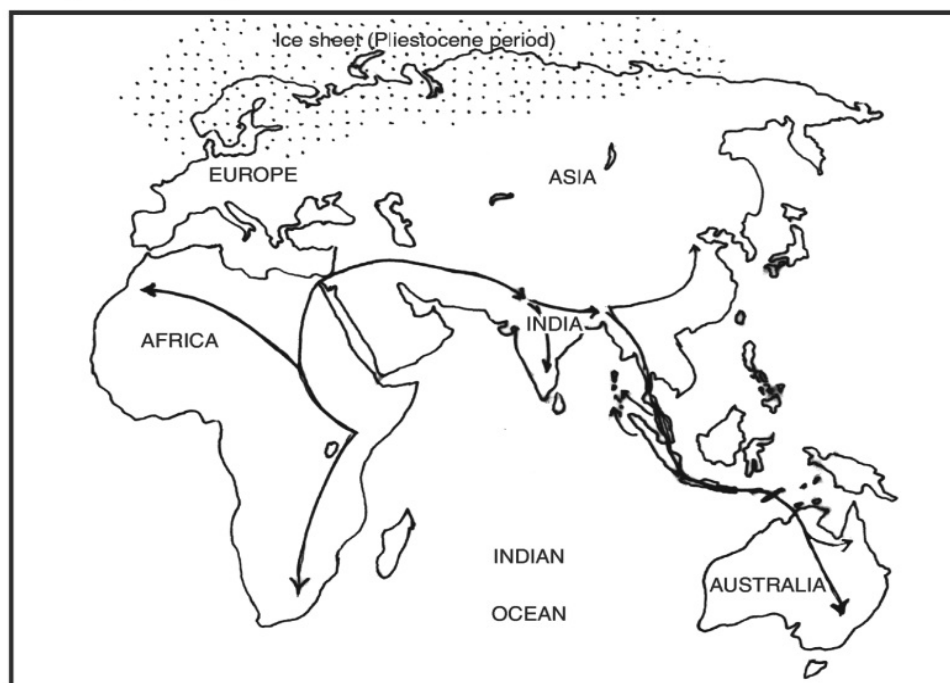 Ice sheet (Pliestocene period)
EUROPE
ASIA
INDIA
AFRICA
INDIAN
OCEAN
AUSTRALIA